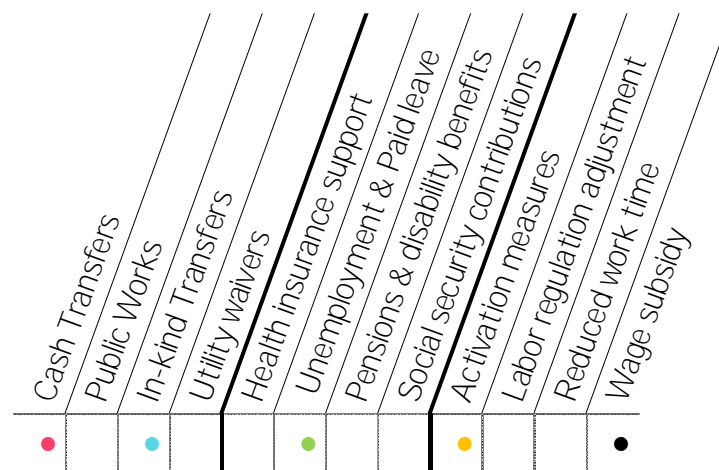 Cash Transfers
Public Works
In-kind Transfers
Utility waivers
Health insurance support
Unemployment & Paid leave
Pensions & disability benefits
Social security contributions
Activation measures
Labor regulation adjustment
Reduced work time
Wage subsidy